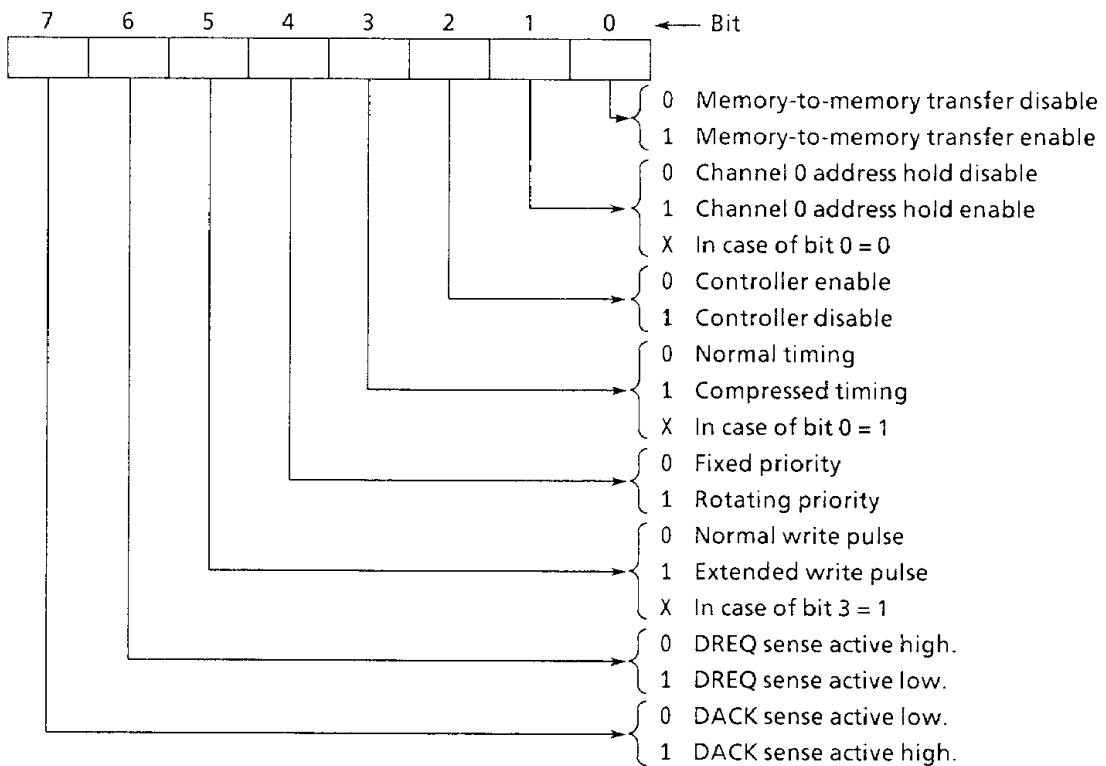 7 6 5 4 3 2 1 0 Bit
0 Memory-to-memory transfer disable
1 Memory-to-memory transfer enable
0 Channel 0 address hold disable
1 Channel 0 address hold enable
X In case of bit 0 = 0
0 Controller enable
1 Controller disable
0 Normal timing
1 Compressed timing
X In case of bit 0 = 1
0 Fixed priority
1 Rotating priority
0 Normal write pulse
1 Extended write pulse
X In case of bit 3 = 1
0 DREQ sense active high.
1 DREQ sense active low.
0 DACK sense active low.
1 DACK sense active high.